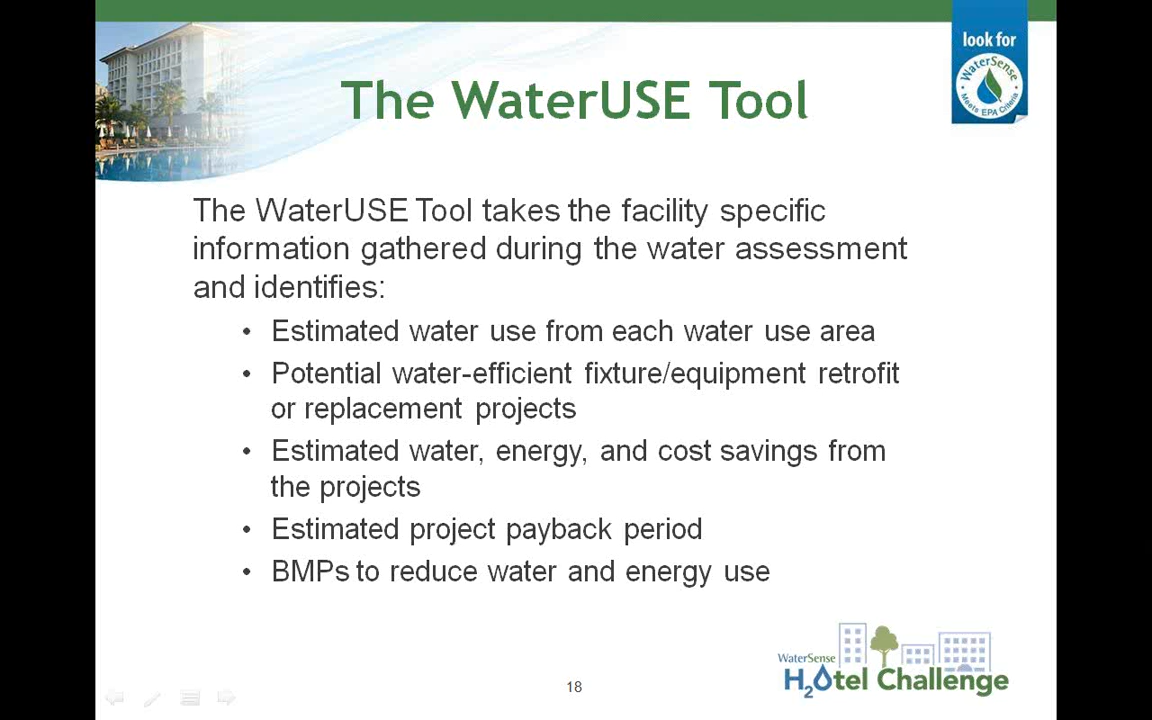 look for
WaterSense
Meets EPA Criteria
The WaterUSE Tool
The WaterUSE Tool takes the facility specific
information gathered during the water assessment
and identifies:
• Estimated water use from each water use area
• Potential water-efficient fixture/equipment retrofit
or replacement projects
• Estimated water, energy, and cost savings from
the projects
• Estimated project payback period
• BMPs to reduce water and energy use
WaterSense
H2Otel Challenge
18